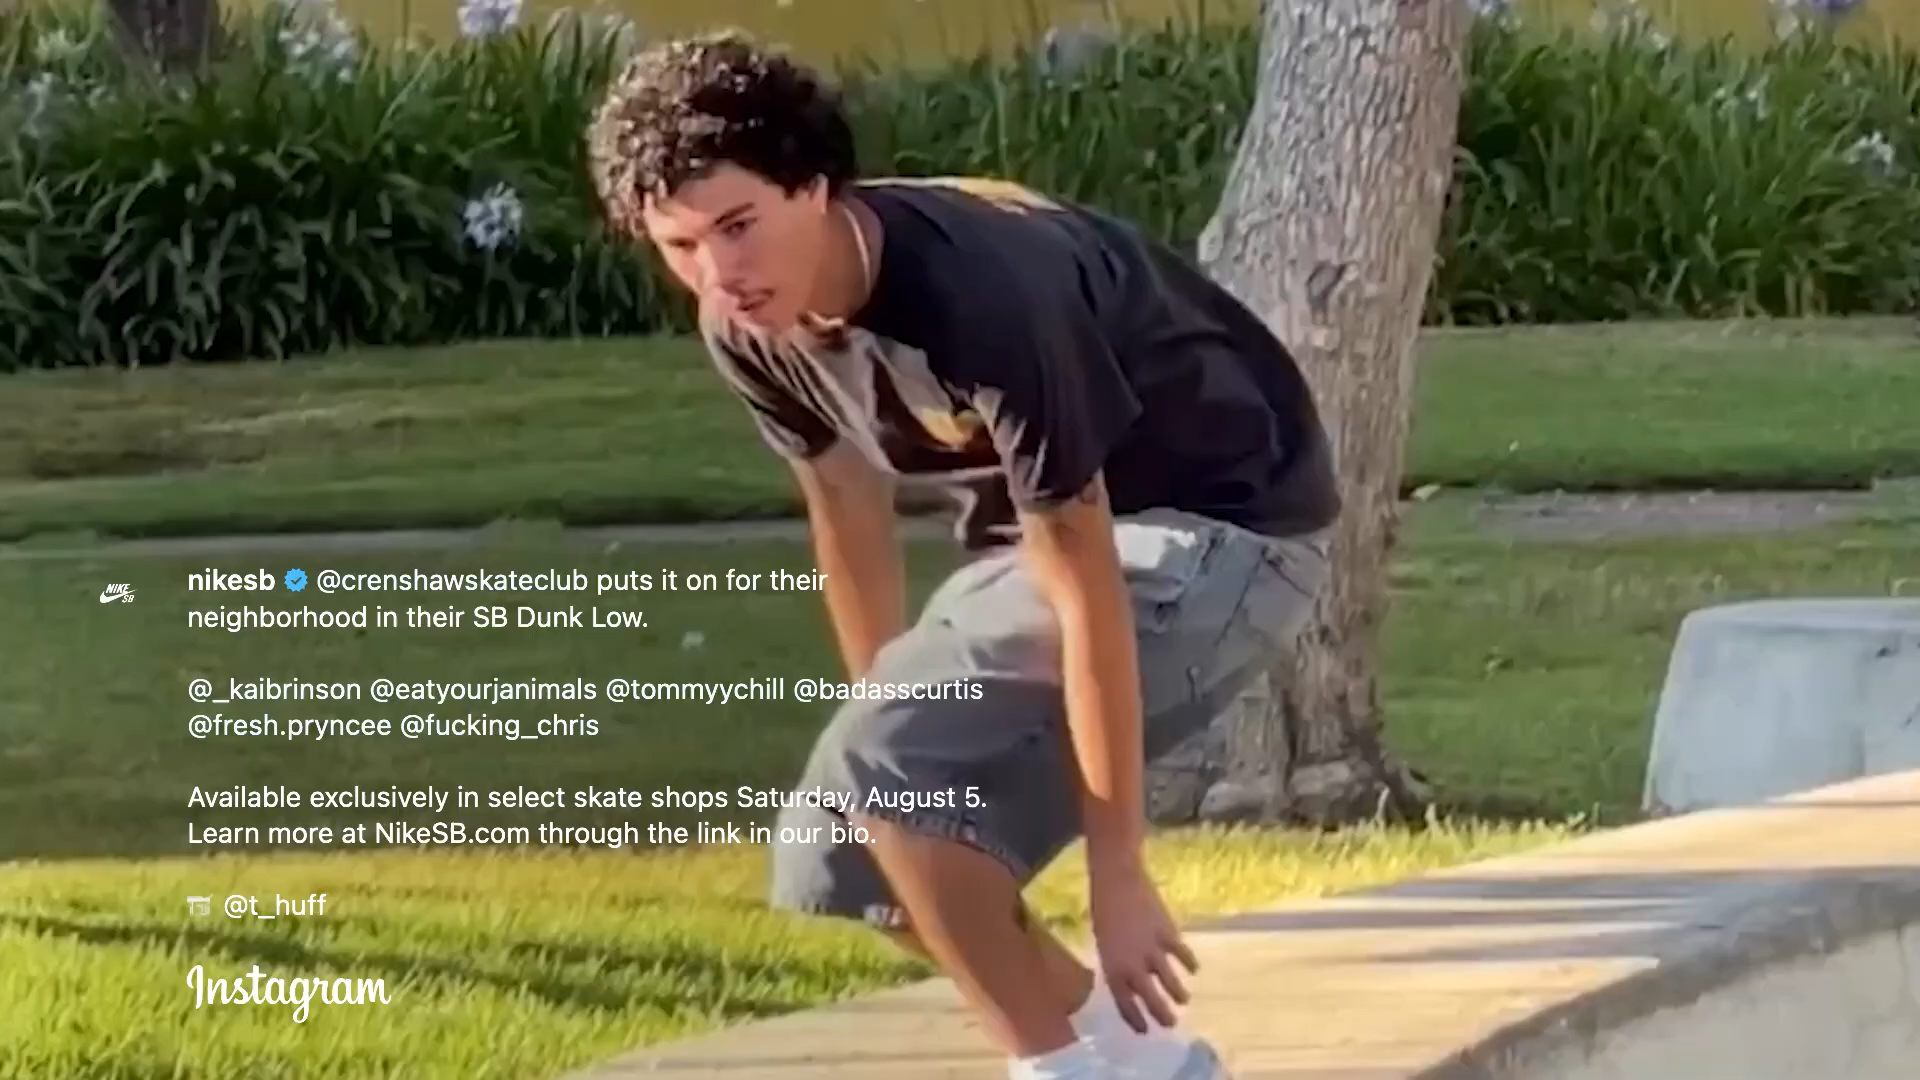 NIKE
SB
nikesb @crenshawskateclub puts it on for their
neighborhood in their SB Dunk Low.
@_kaibrinson @eatyourjanimals @tommyychill @badasscurtis
@fresh.pryncee @fucking_chris
Available exclusively in select skate shops Saturday, August 5.
Learn more at NikeSB.com through the link in our bio.
@t_huff
Instagram